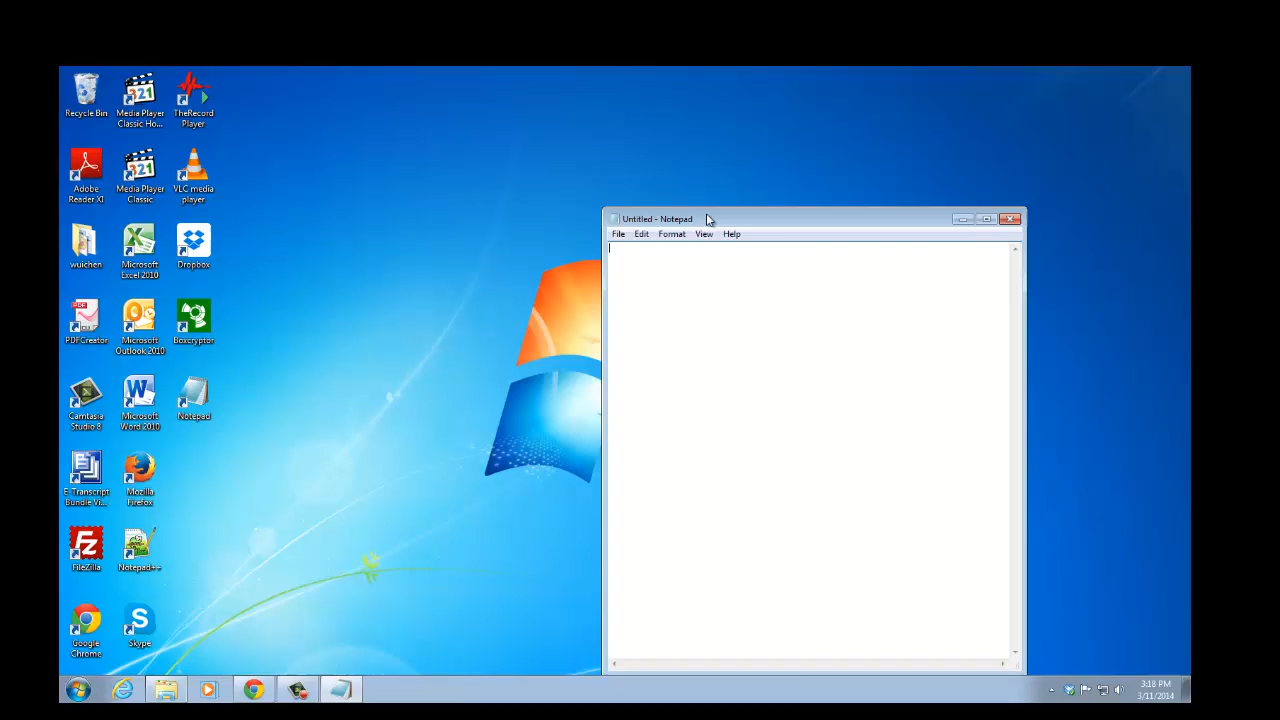 Recycle Bin
Media Player
Classic Ho...
TheRecord
Player
Adobe
Reader XI
Media Player
Classic
VLC media
player
wuichen
Microsoft
Excel 2010
Dropbox
PDFCreator
Microsoft
Outlook 2010
Boxcryptor
Camtasia
Studio 8
Microsoft
Word 2010
Notepad
E-Transcript
Bundle Vi...
Mozilla
Firefox
FileZilla
Notepad++
Google
Chrome
Skype
Untitled - Notepad
File Edit Format View Help
3:18 PM
3/11/2014